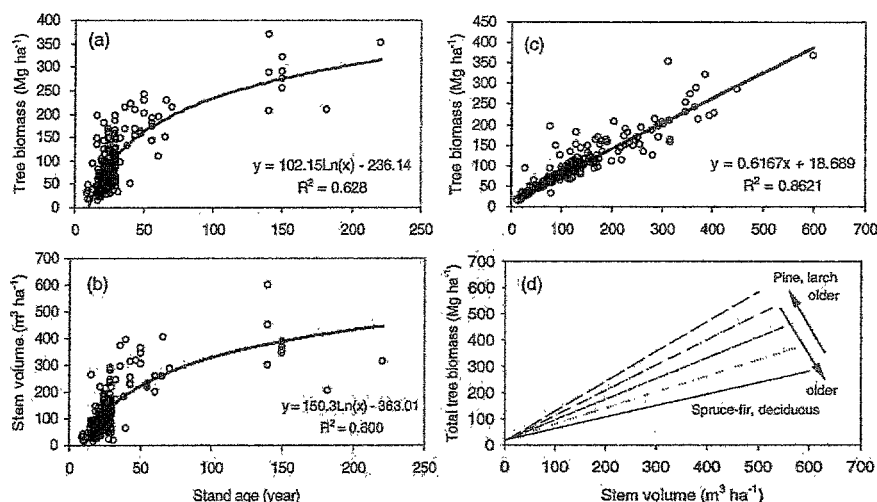 (a)
Tree biomass (Mg ha⁻¹)
400
350
300
250
200
150
100
50
0
y = 102.15Ln(x) - 236.14
R² = 0.628
0 50 100 150 200 250
(b)
Stem volume (m³ ha⁻¹)
700
600
500
400
300
200
100
0
y = 150.3Ln(x) - 363.01
R² = 0.600
0 50 100 150 200 250
Stand age (year)
(c)
Tree biomass (Mg ha⁻¹)
450
400
350
300
250
200
150
100
50
0
y = 0.6167x + 18.689
R² = 0.8621
0 100 200 300 400 500 600 700
(d)
Total tree biomass (Mg ha⁻¹)
700
600
500
400
300
200
100
0
Pine, larch
older
older
Spruce-fir, deciduous
0 100 200 300 400 500 600 700
Stem volume (m³ ha⁻¹)